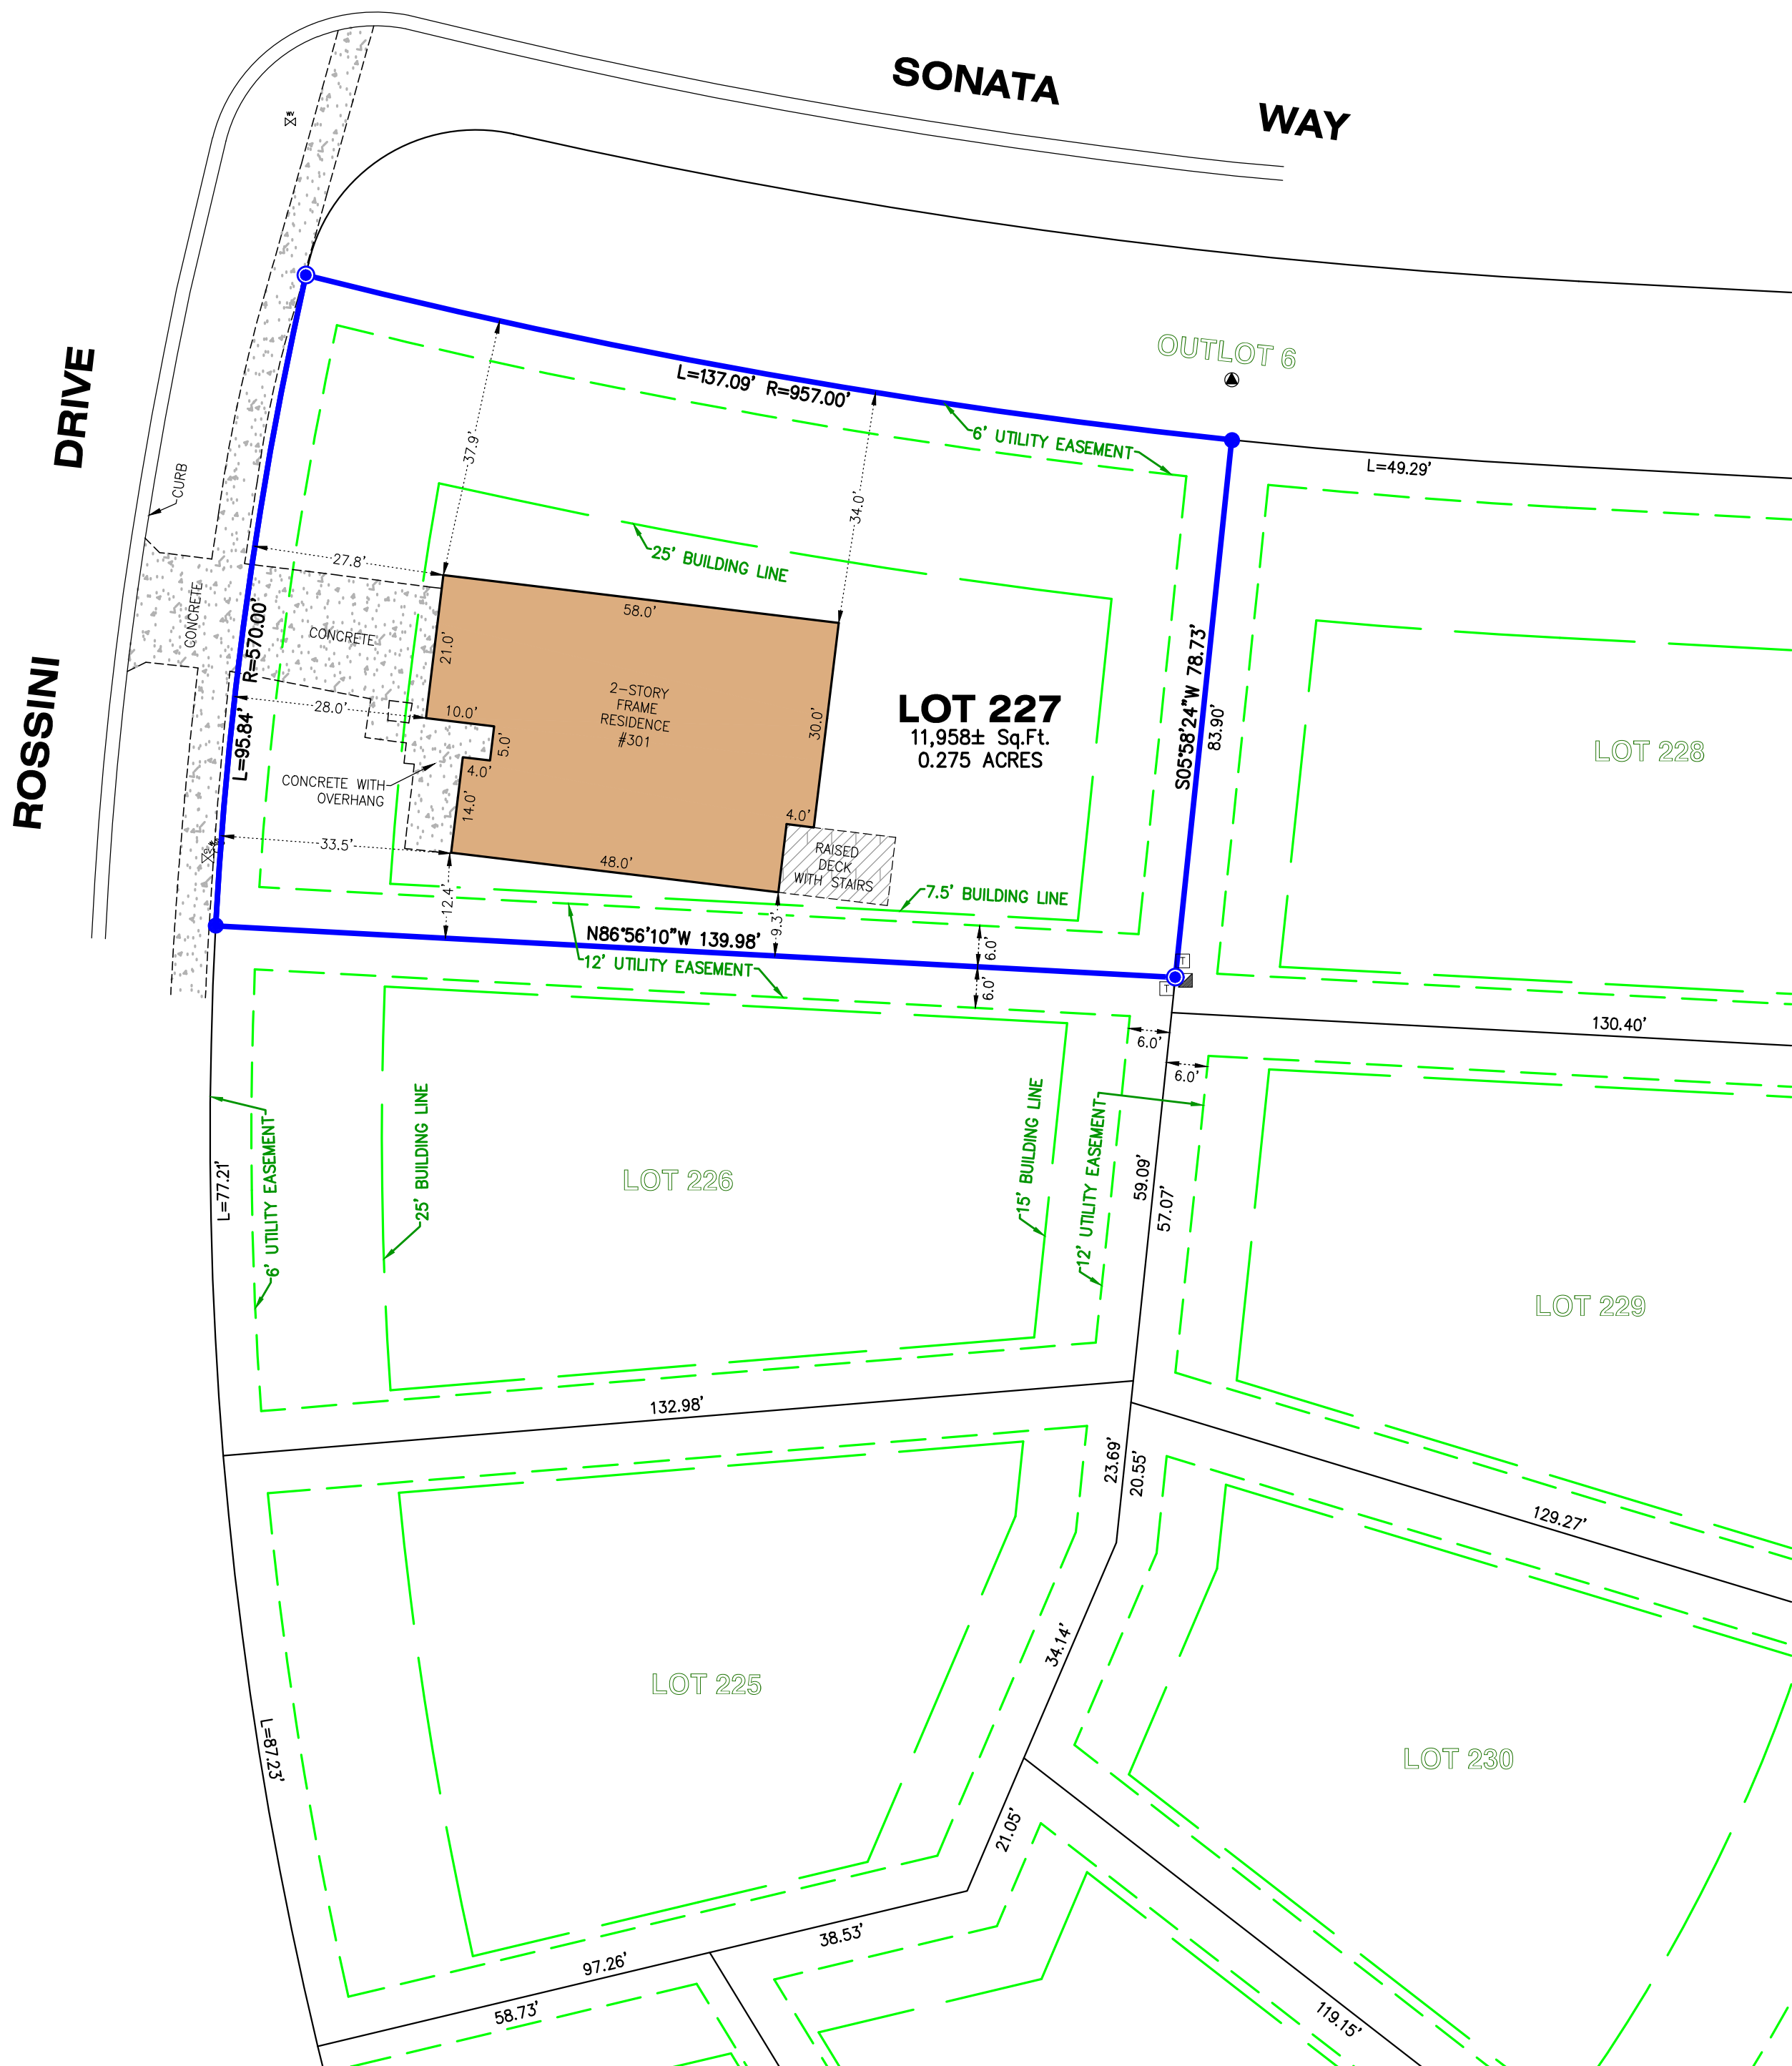 SONATA WAY
WV
ROSSINI DRIVE
OUTLOT 6
L=137.09' R=957.00'
6' UTILITY EASEMENT
L=49.29'
37.9'
34.0'
CURB
25' BUILDING LINE
27.8'
58.0'
CONCRETE
CONCRETE
L=95.84' R=570.00'
21.0'
2-STORY
FRAME
RESIDENCE
#301
30.0'
LOT 227
11,958± Sq.Ft.
0.275 ACRES
S05°58'24"W 78.73'
83.90'
LOT 228
28.0'
10.0'
5.0'
4.0'
CONCRETE WITH
OVERHANG
14.0'
4.0'
33.5'
48.0'
RAISED
DECK
WITH STAIRS
7.5' BUILDING LINE
12.4'
9.3'
N86°56'10"W 139.98'
12' UTILITY EASEMENT
6.0'
6.0'
T
T
6.0'
6.0'
130.40'
L=77.21'
6' UTILITY EASEMENT
25' BUILDING LINE
LOT 226
15' BUILDING LINE
12' UTILITY EASEMENT
59.09'
57.07'
LOT 229
132.98'
23.69'
20.55'
129.27'
LOT 225
34.14'
LOT 230
L=87.23'
21.05'
38.53'
97.26'
58.73'
119.15'